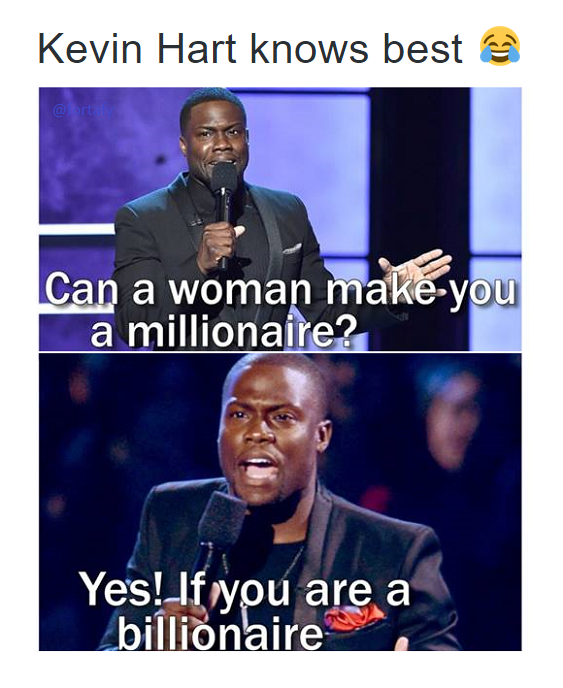 Kevin Hart knows best 😂
Can a woman make you
a millionaire?
Yes! If you are a
billionaire